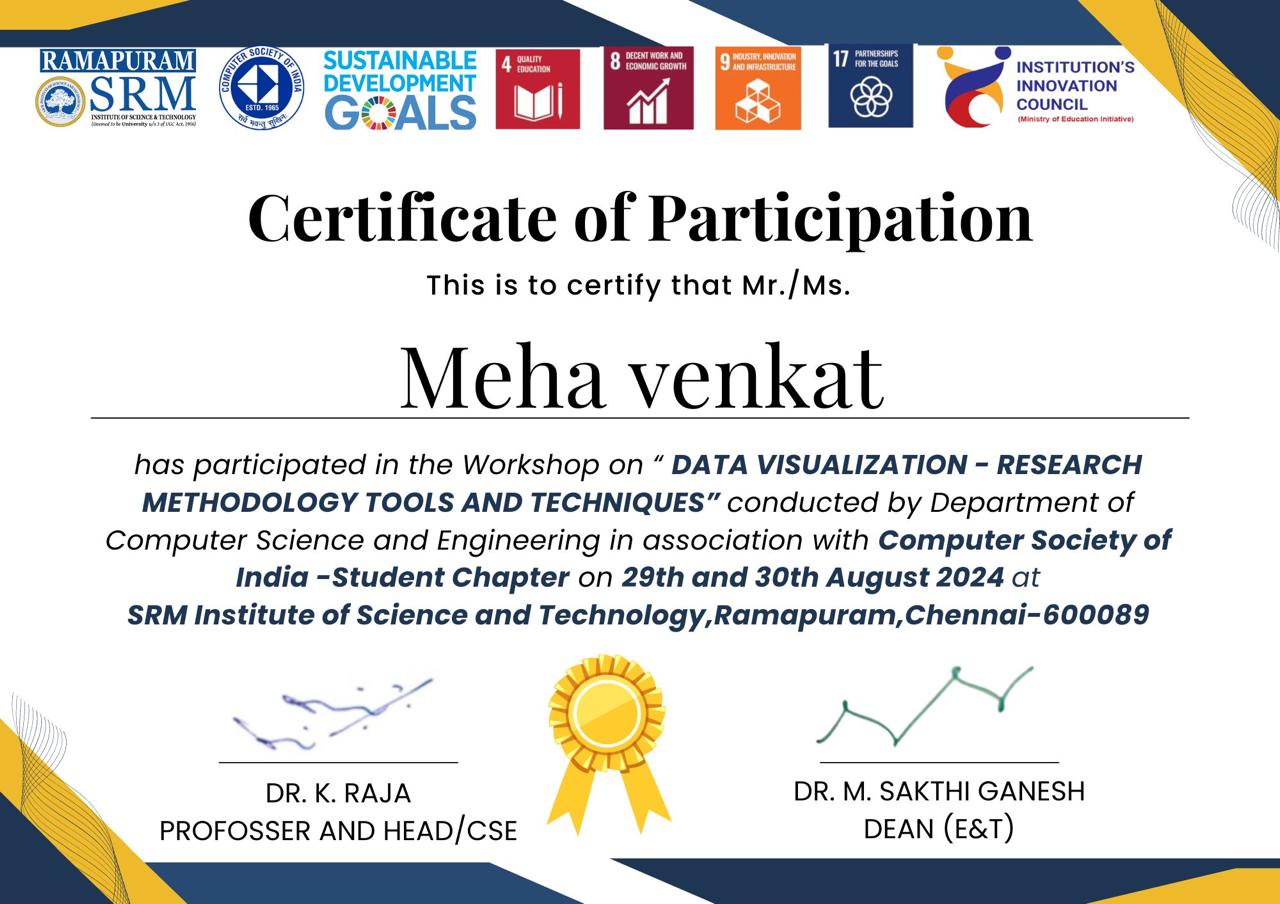 RAMAPURAM
SRM
INSTITUTE OF SCIENCE & TECHNOLOGY
(Deemed to be University u/s 3 of UGC Act, 1956)
COMPUTER SOCIETY OF INDIA
ESTD. 1965
सर्वे भवन्तु सुखिनः
SUSTAINABLE
DEVELOPMENT
GOALS
4 QUALITY
EDUCATION
8 DECENT WORK AND
ECONOMIC GROWTH
9 INDUSTRY, INNOVATION
AND INFRASTRUCTURE
17 PARTNERSHIPS
FOR THE GOALS
INSTITUTION'S
INNOVATION
COUNCIL
(Ministry of Education Initiative)
Certificate of Participation
This is to certify that Mr./Ms.
Meha venkat
has participated in the Workshop on “ DATA VISUALIZATION - RESEARCH
METHODOLOGY TOOLS AND TECHNIQUES” conducted by Department of
Computer Science and Engineering in association with Computer Society of
India -Student Chapter on 29th and 30th August 2024 at
SRM Institute of Science and Technology,Ramapuram,Chennai-600089
DR. K. RAJA
PROFOSSER AND HEAD/CSE
DR. M. SAKTHI GANESH
DEAN (E&T)